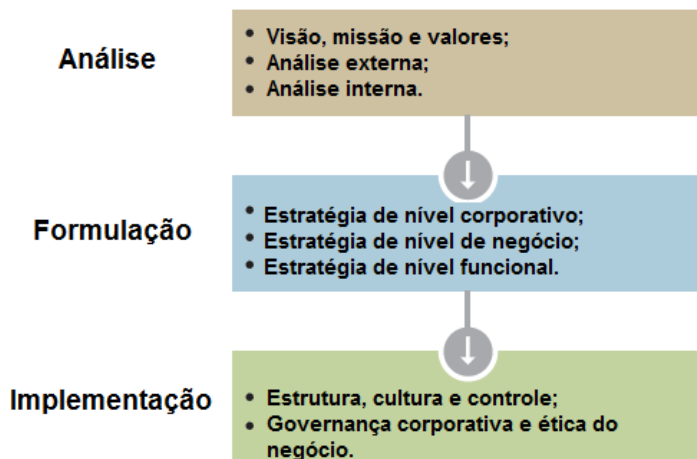 Análise
• Visão, missão e valores;
• Análise externa;
• Análise interna.
Formulação
• Estratégia de nível corporativo;
• Estratégia de nível de negócio;
• Estratégia de nível funcional.
Implementação
• Estrutura, cultura e controle;
• Governança corporativa e ética do
negócio.